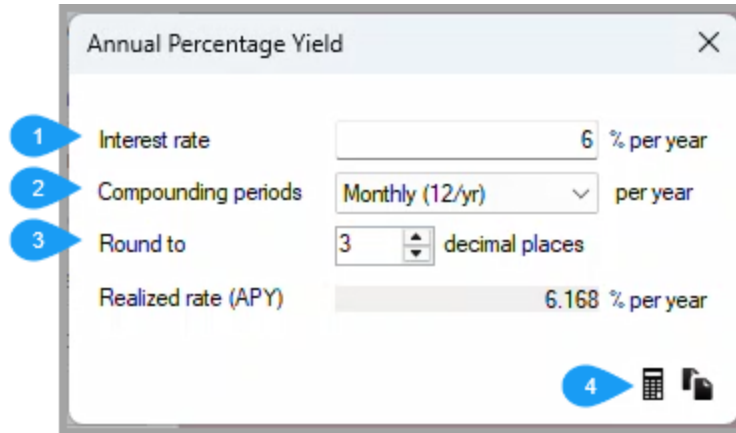 Annual Percentage Yield
1 Interest rate 6 % per year
2 Compounding periods Monthly (12/yr) per year
3 Round to 3 decimal places
Realized rate (APY) 6.168 % per year
4